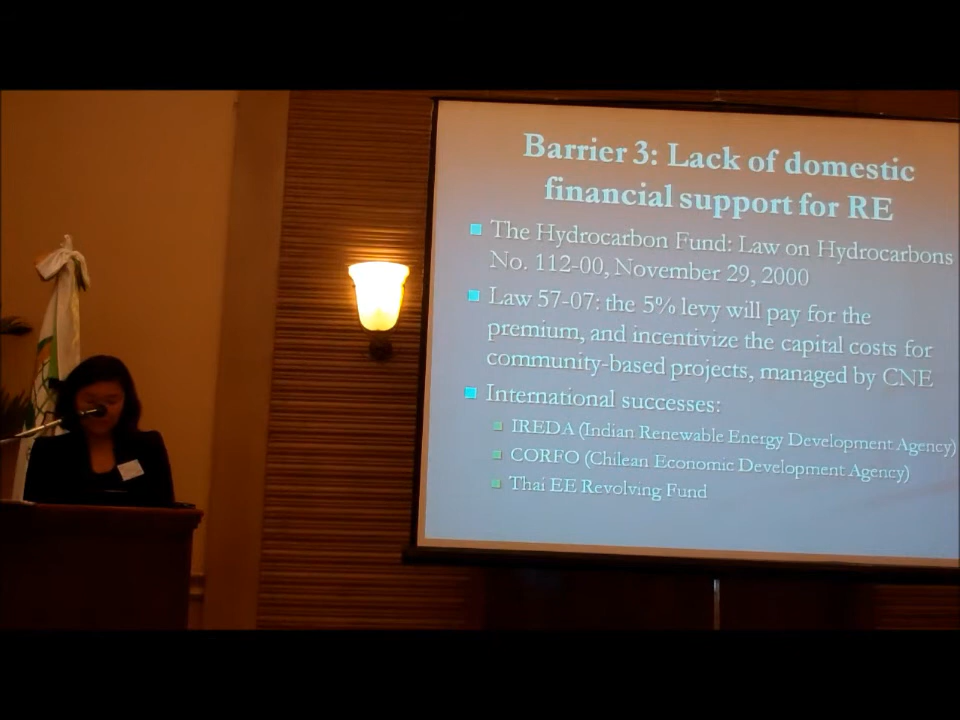 Barrier 3: Lack of domestic
financial support for RE
The Hydrocarbon Fund: Law on Hydrocarbons
No. 112-00, November 29, 2000
Law 57-07: the 5% levy will pay for the
premium, and incentivize the capital costs for
community-based projects, managed by CNE
International successes:
IREDA (Indian Renewable Energy Development Agency)
CORFO (Chilean Economic Development Agency)
Thai EE Revolving Fund